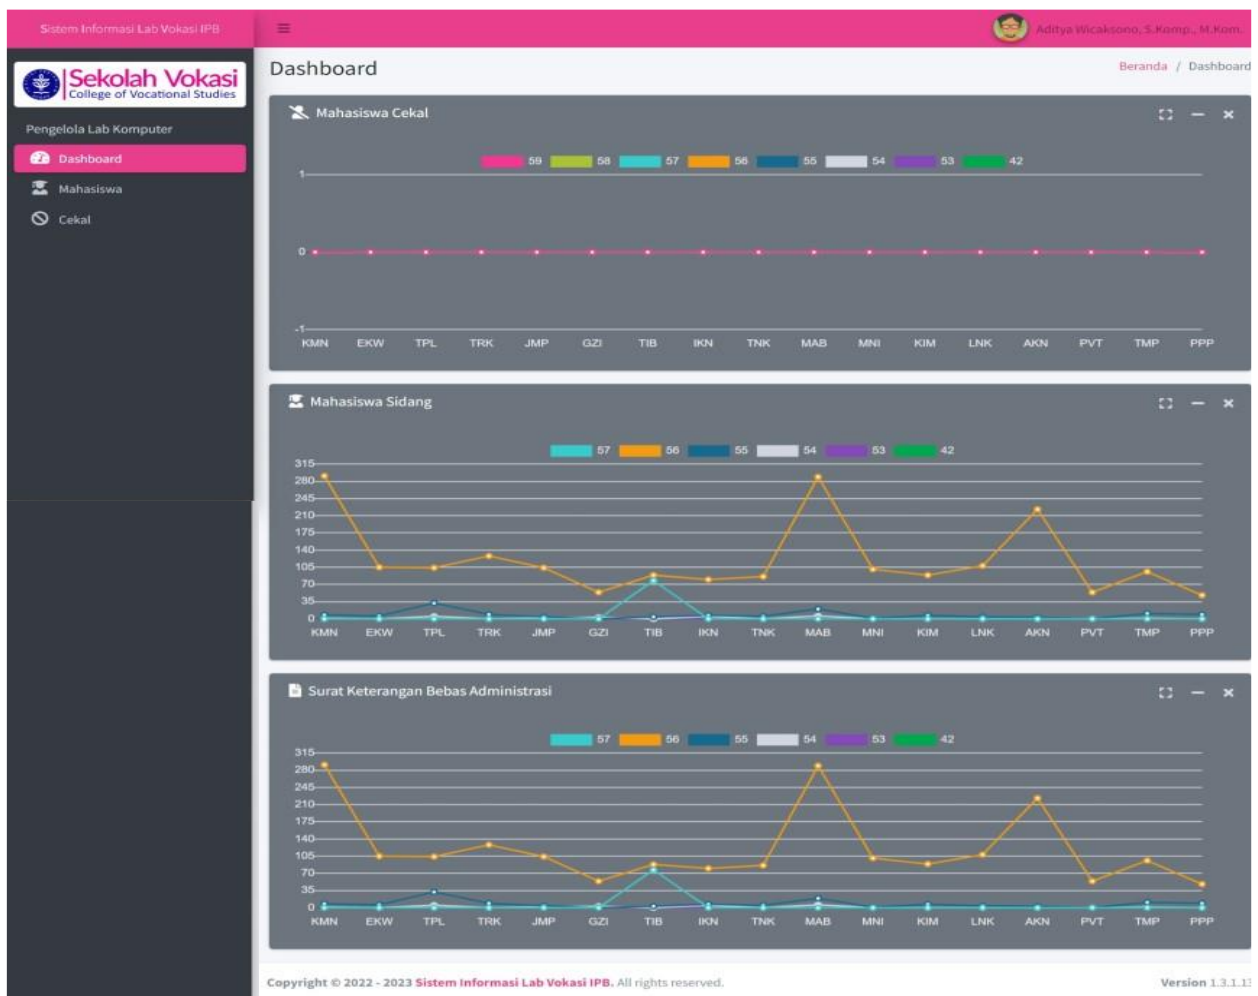 Sistem Informasi Lab Vokasi IPB
Aditya Wicaksono, S.Komp., M.Kom.
Sekolah Vokasi
College of Vocational Studies
Pengelola Lab Komputer
Dashboard
Mahasiswa
Cekal
Dashboard
Beranda / Dashboard
Mahasiswa Cekal
59 58 57 56 55 54 53 42
1
0
-1
KMN EKW TPL TRK JMP GZI TIB IKN TNK MAB MNI KIM LNK AKN PVT TMP PPP
Mahasiswa Sidang
57 56 55 54 53 42
315
280
245
210
175
140
105
70
35
0
KMN EKW TPL TRK JMP GZI TIB IKN TNK MAB MNI KIM LNK AKN PVT TMP PPP
Surat Keterangan Bebas Administrasi
57 56 55 54 53 42
315
280
245
210
175
140
105
70
35
0
KMN EKW TPL TRK JMP GZI TIB IKN TNK MAB MNI KIM LNK AKN PVT TMP PPP
Copyright © 2022 - 2023 Sistem Informasi Lab Vokasi IPB. All rights reserved.
Version